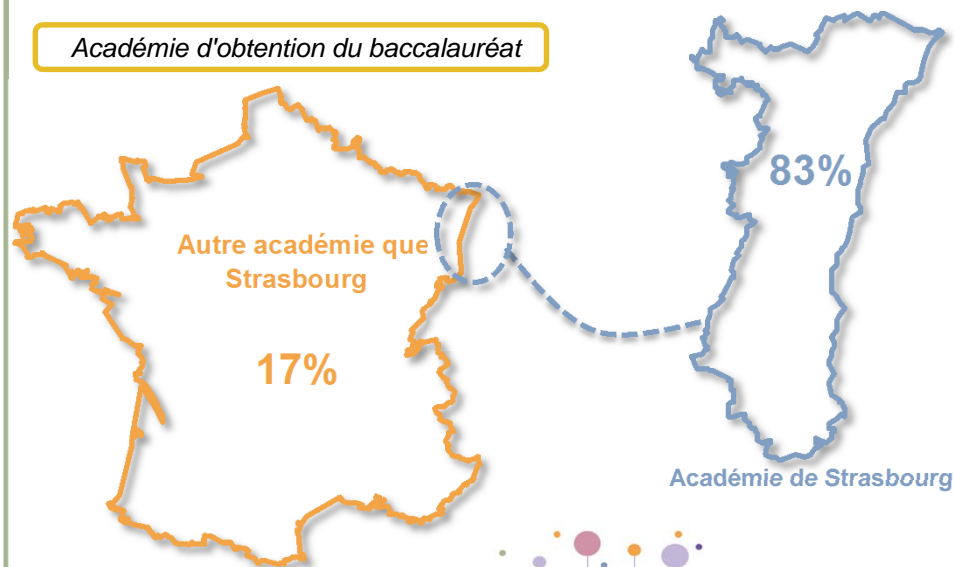 Académie d'obtention du baccalauréat
83%
Autre académie que
Strasbourg
17%
Académie de Strasbourg